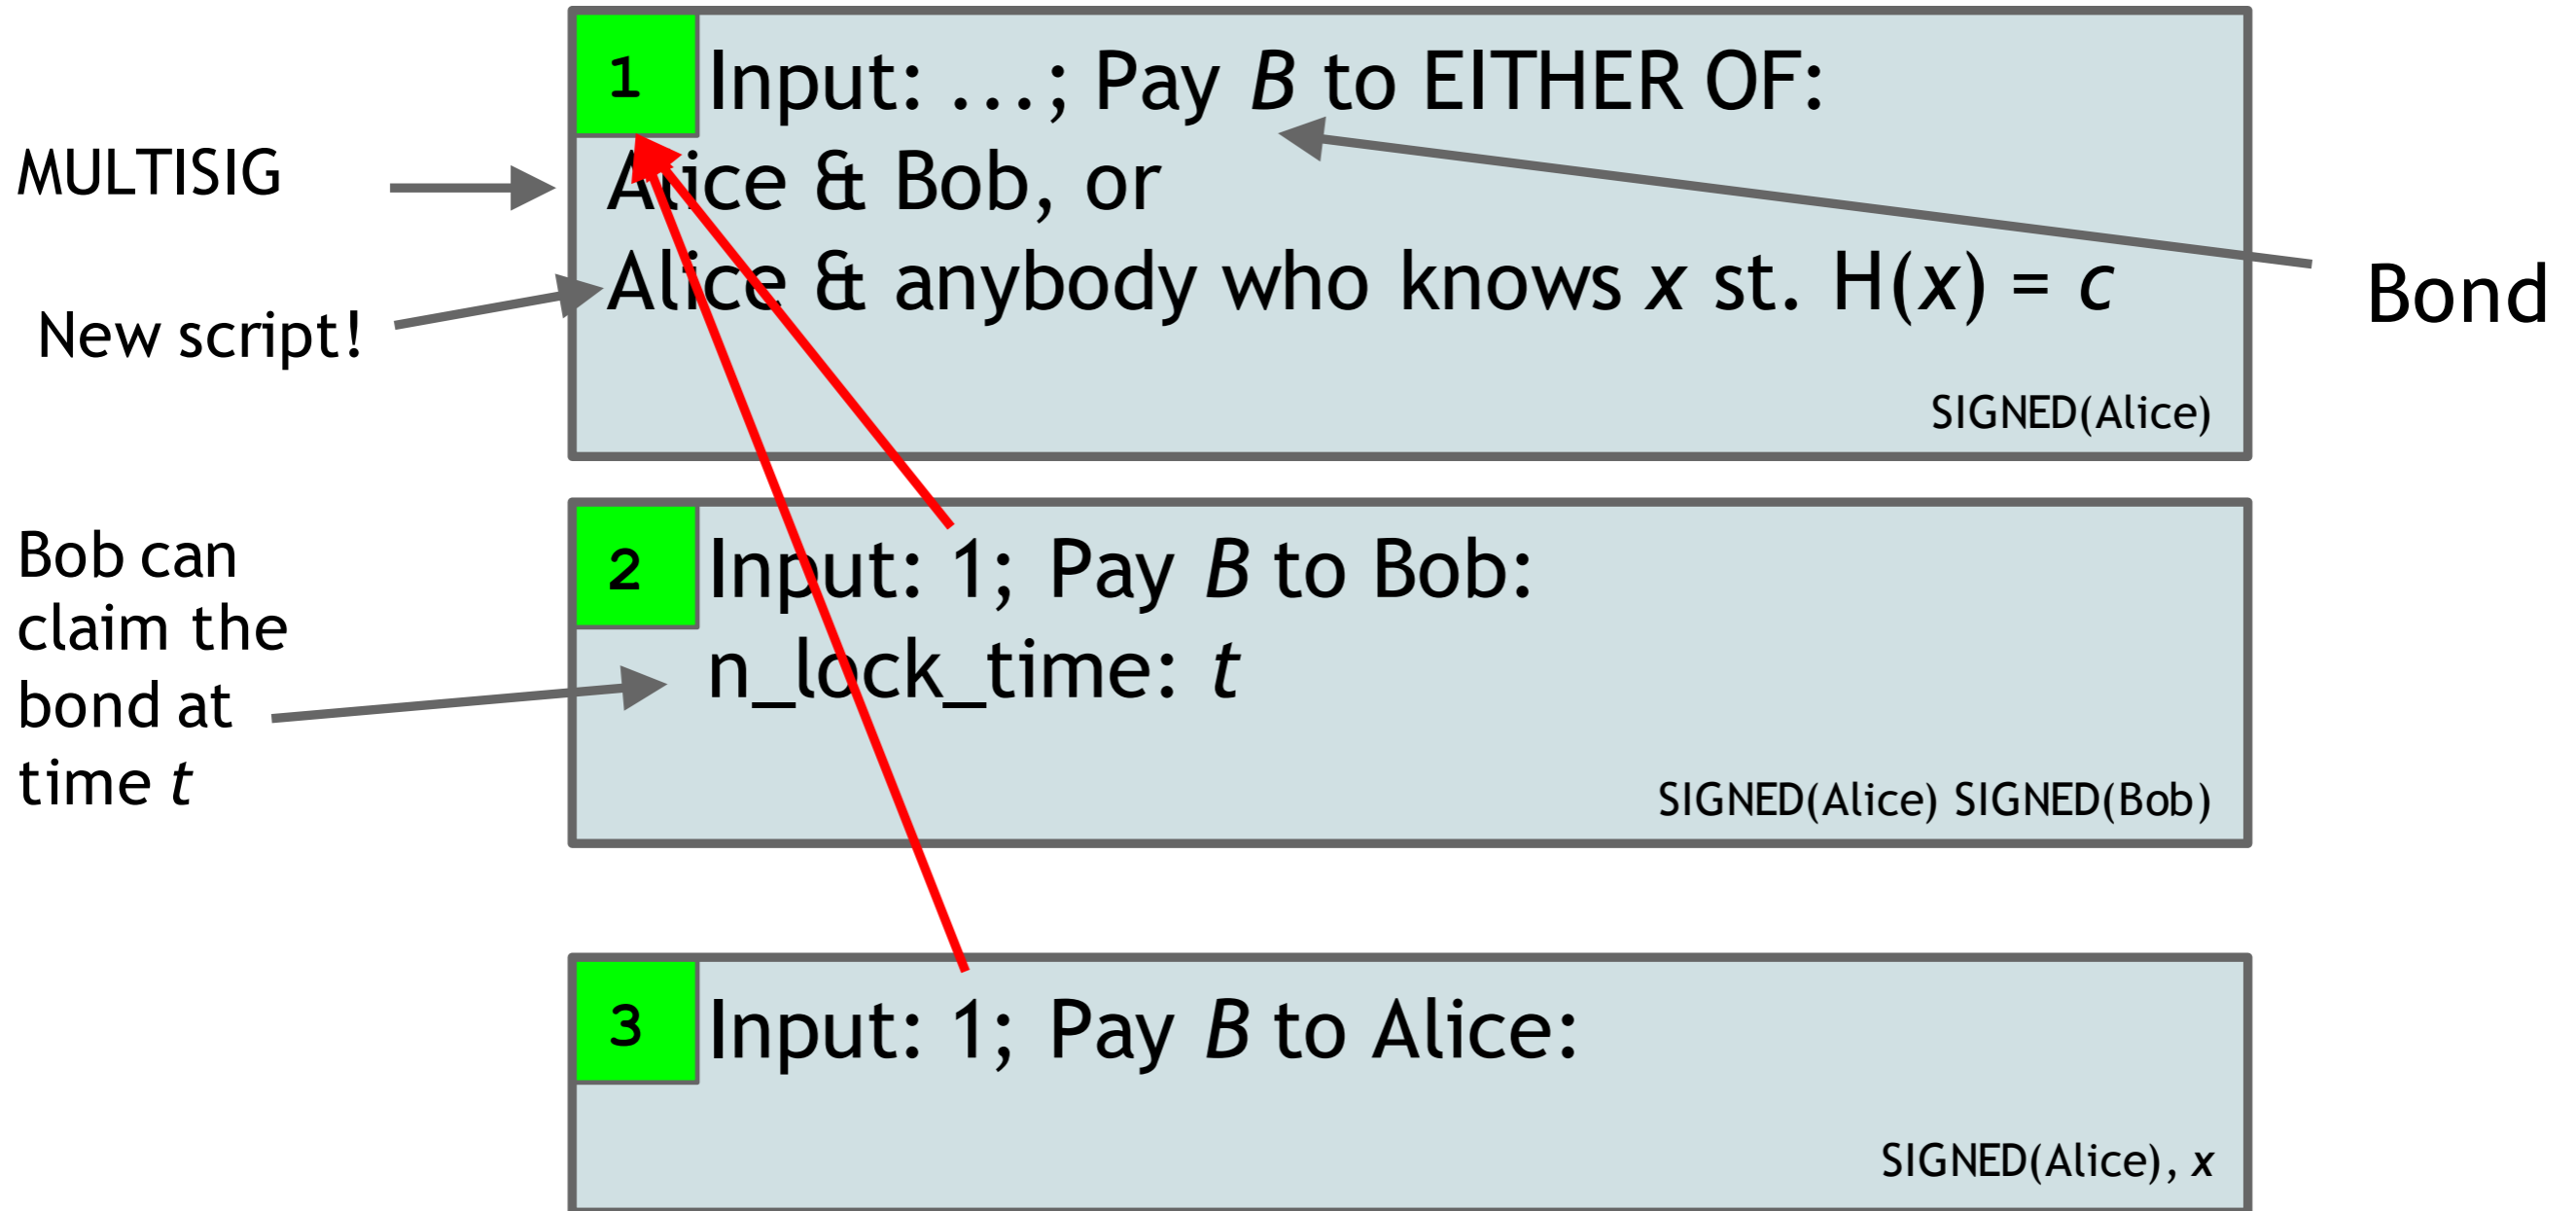 1
Input: ...; Pay B to EITHER OF:
Alice & Bob, or
Alice & anybody who knows x st. H(x) = c
SIGNED(Alice)
MULTISIG
New script!
Bond
2
Input: 1; Pay B to Bob:
n_lock_time: t
SIGNED(Alice) SIGNED(Bob)
Bob can
claim the
bond at
time t
3
Input: 1; Pay B to Alice:
SIGNED(Alice), x